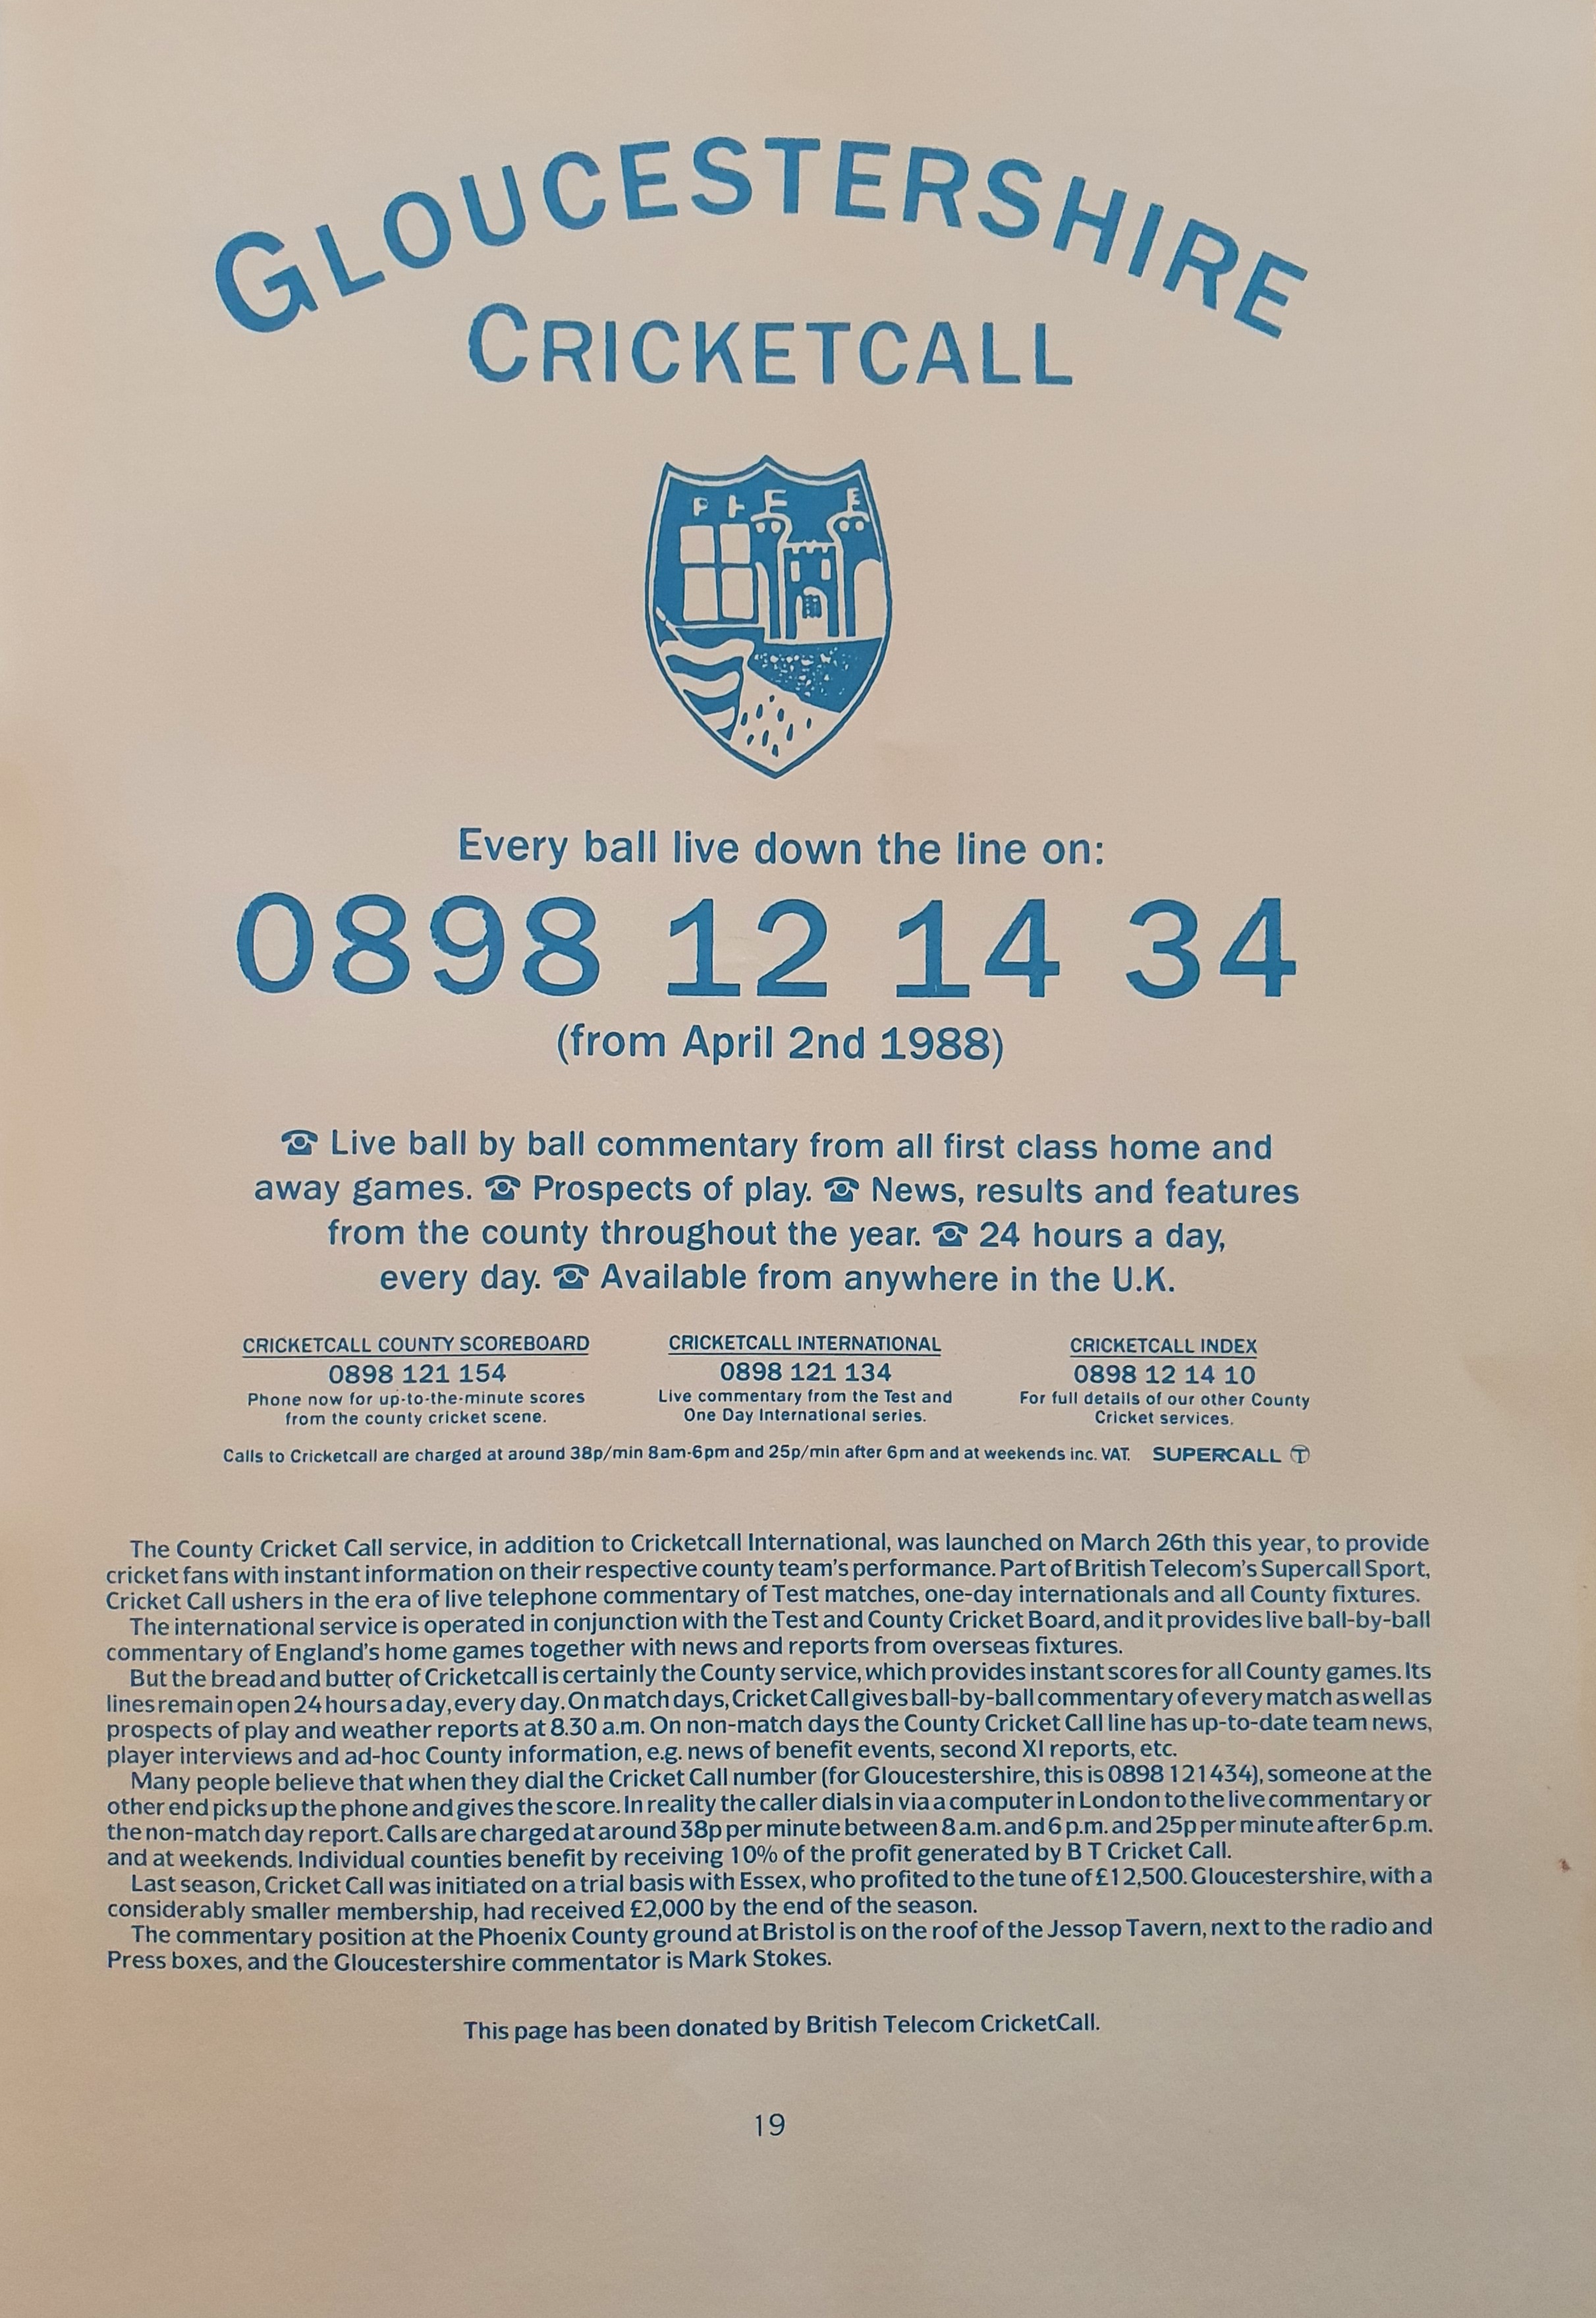 GLOUCESTERSHIRE
CRICKETCALL
Every ball live down the line on:
0898 12 14 34
(from April 2nd 1988)
☎ Live ball by ball commentary from all first class home and
away games. ☎ Prospects of play. ☎ News, results and features
from the county throughout the year. ☎ 24 hours a day,
every day. ☎ Available from anywhere in the U.K.
CRICKETCALL COUNTY SCOREBOARD
0898 121 154
Phone now for up-to-the-minute scores
from the county cricket scene.
CRICKETCALL INTERNATIONAL
0898 121 134
Live commentary from the Test and
One Day International series.
CRICKETCALL INDEX
0898 12 14 10
For full details of our other County
Cricket services.
Calls to Cricketcall are charged at around 38p/min 8am-6pm and 25p/min after 6pm and at weekends inc. VAT. SUPERCALL T
The County Cricket Call service, in addition to Cricketcall International, was launched on March 26th this year, to provide
cricket fans with instant information on their respective county team's performance. Part of British Telecom's Supercall Sport,
Cricket Call ushers in the era of live telephone commentary of Test matches, one-day internationals and all County fixtures.
The international service is operated in conjunction with the Test and County Cricket Board, and it provides live ball-by-ball
commentary of England's home games together with news and reports from overseas fixtures.
But the bread and butter of Cricketcall is certainly the County service, which provides instant scores for all County games. Its
lines remain open 24 hours a day, every day. On match days, Cricket Call gives ball-by-ball commentary of every match as well as
prospects of play and weather reports at 8.30 a.m. On non-match days the County Cricket Call line has up-to-date team news,
player interviews and ad-hoc County information, e.g. news of benefit events, second XI reports, etc.
Many people believe that when they dial the Cricket Call number (for Gloucestershire, this is 0898 121434), someone at the
other end picks up the phone and gives the score. In reality the caller dials in via a computer in London to the live commentary or
the non-match day report. Calls are charged at around 38p per minute between 8 a.m. and 6 p.m. and 25p per minute after 6 p.m.
and at weekends. Individual counties benefit by receiving 10% of the profit generated by B T Cricket Call.
Last season, Cricket Call was initiated on a trial basis with Essex, who profited to the tune of £12,500. Gloucestershire, with a
considerably smaller membership, had received £2,000 by the end of the season.
The commentary position at the Phoenix County ground at Bristol is on the roof of the Jessop Tavern, next to the radio and
Press boxes, and the Gloucestershire commentator is Mark Stokes.
This page has been donated by British Telecom CricketCall.
19